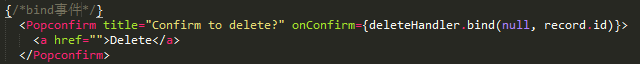 {/*bind事件*/}
<Popconfirm title="Confirm to delete?" onConfirm={deleteHandler.bind(null, record.id)}>
<a href="">Delete</a>
</Popconfirm>